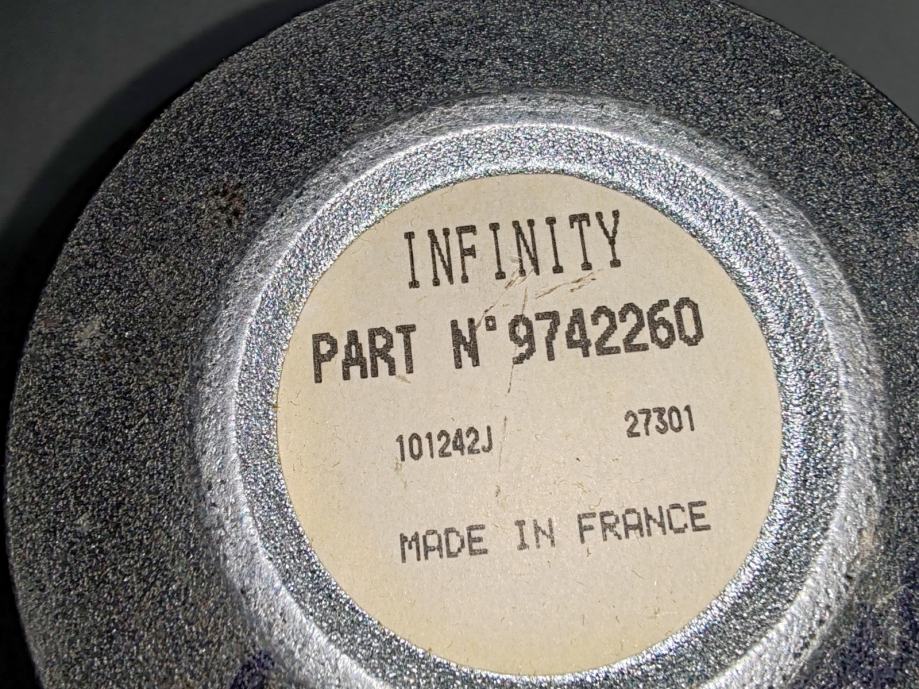 INFINITY
PART N°9742260
101242J 27301
MADE IN FRANCE